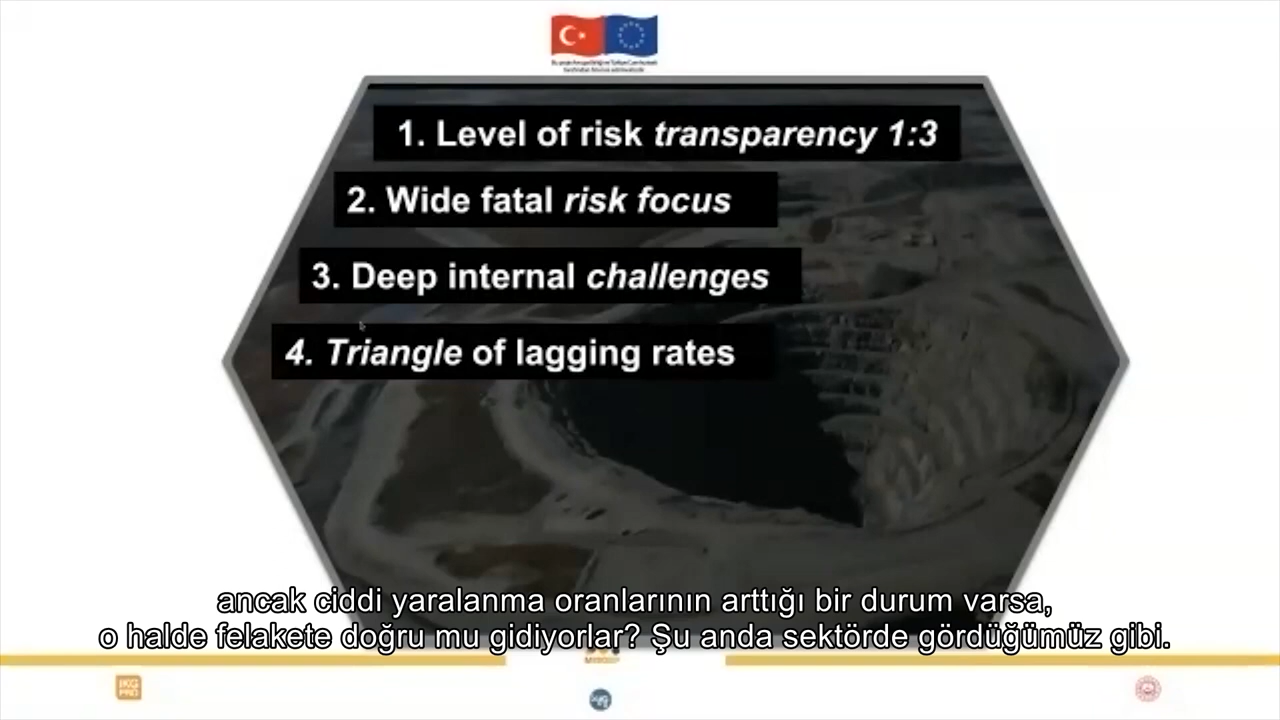 1. Level of risk transparency 1:3
2. Wide fatal risk focus
3. Deep internal challenges
4. Triangle of lagging rates
ancak ciddi yaralanma oranlarının arttığı bir durum varsa,
o halde felakete doğru mu gidiyorlar? Şu anda sektörde gördüğümüz gibi.
IKG
PRO